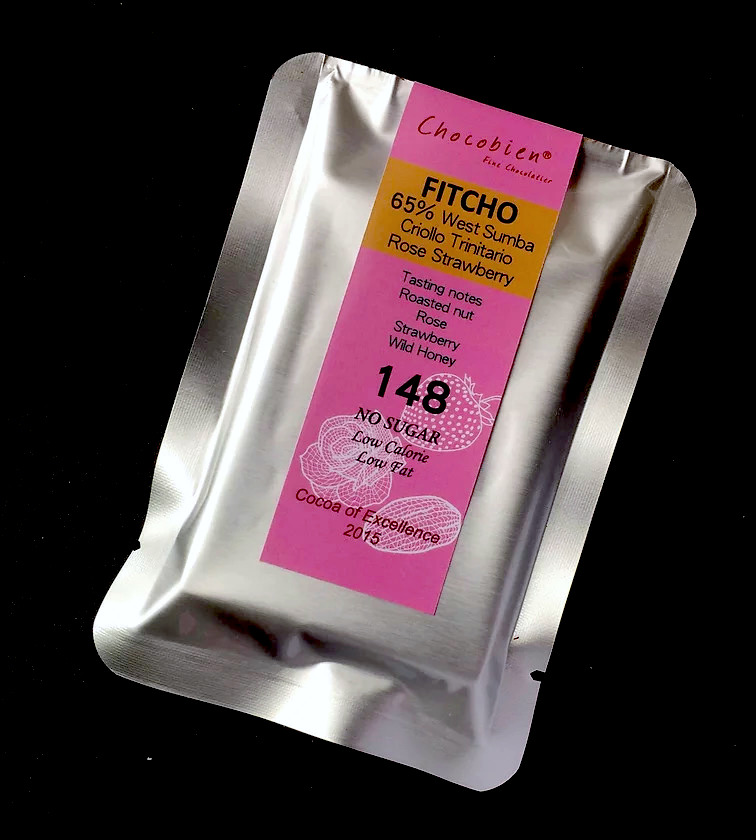 Chocobien®
Fine Chocolatier
FITCHO
65% West Sumba
Criollo Trinitario
Rose Strawberry
Tasting notes
Roasted nut
Rose
Strawberry
Wild Honey
148
NO SUGAR
Low Calorie
Low Fat
Cocoa of Excellence
2015